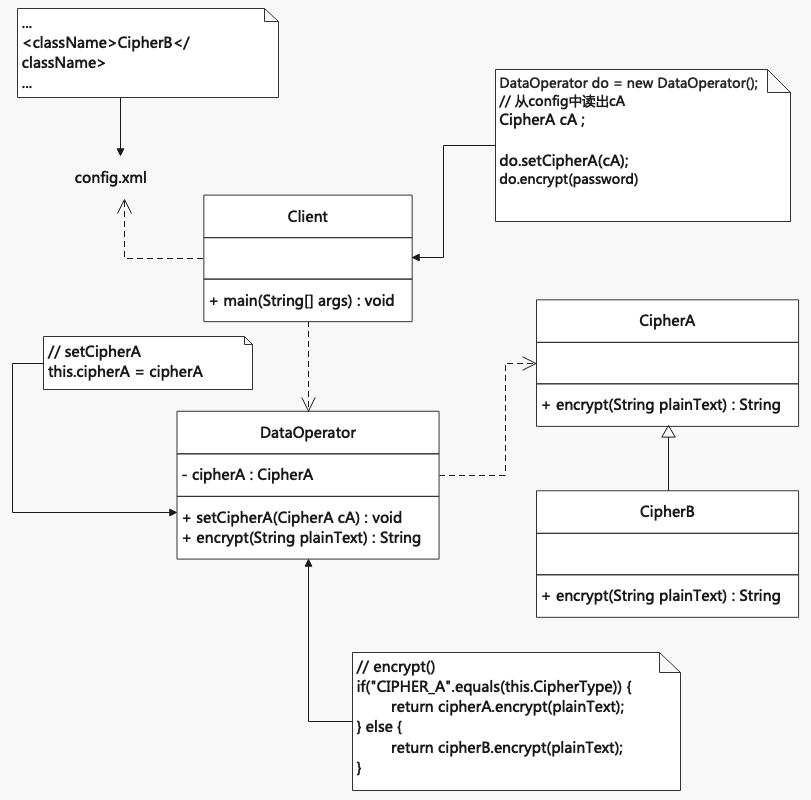 ...
<className>CipherB</
className>
...
config.xml
DataOperator do = new DataOperator();
// 从config中读出cA
CipherA cA ;
do.setCipherA(cA);
do.encrypt(password)
Client
+ main(String[] args) : void
// setCipherA
this.cipherA = cipherA
CipherA
+ encrypt(String plainText) : String
DataOperator
- cipherA : CipherA
+ setCipherA(CipherA cA) : void
+ encrypt(String plainText) : String
CipherB
+ encrypt(String plainText) : String
// encrypt()
if("CIPHER_A".equals(this.CipherType)) {
return cipherA.encrypt(plainText);
} else {
return cipherB.encrypt(plainText);
}